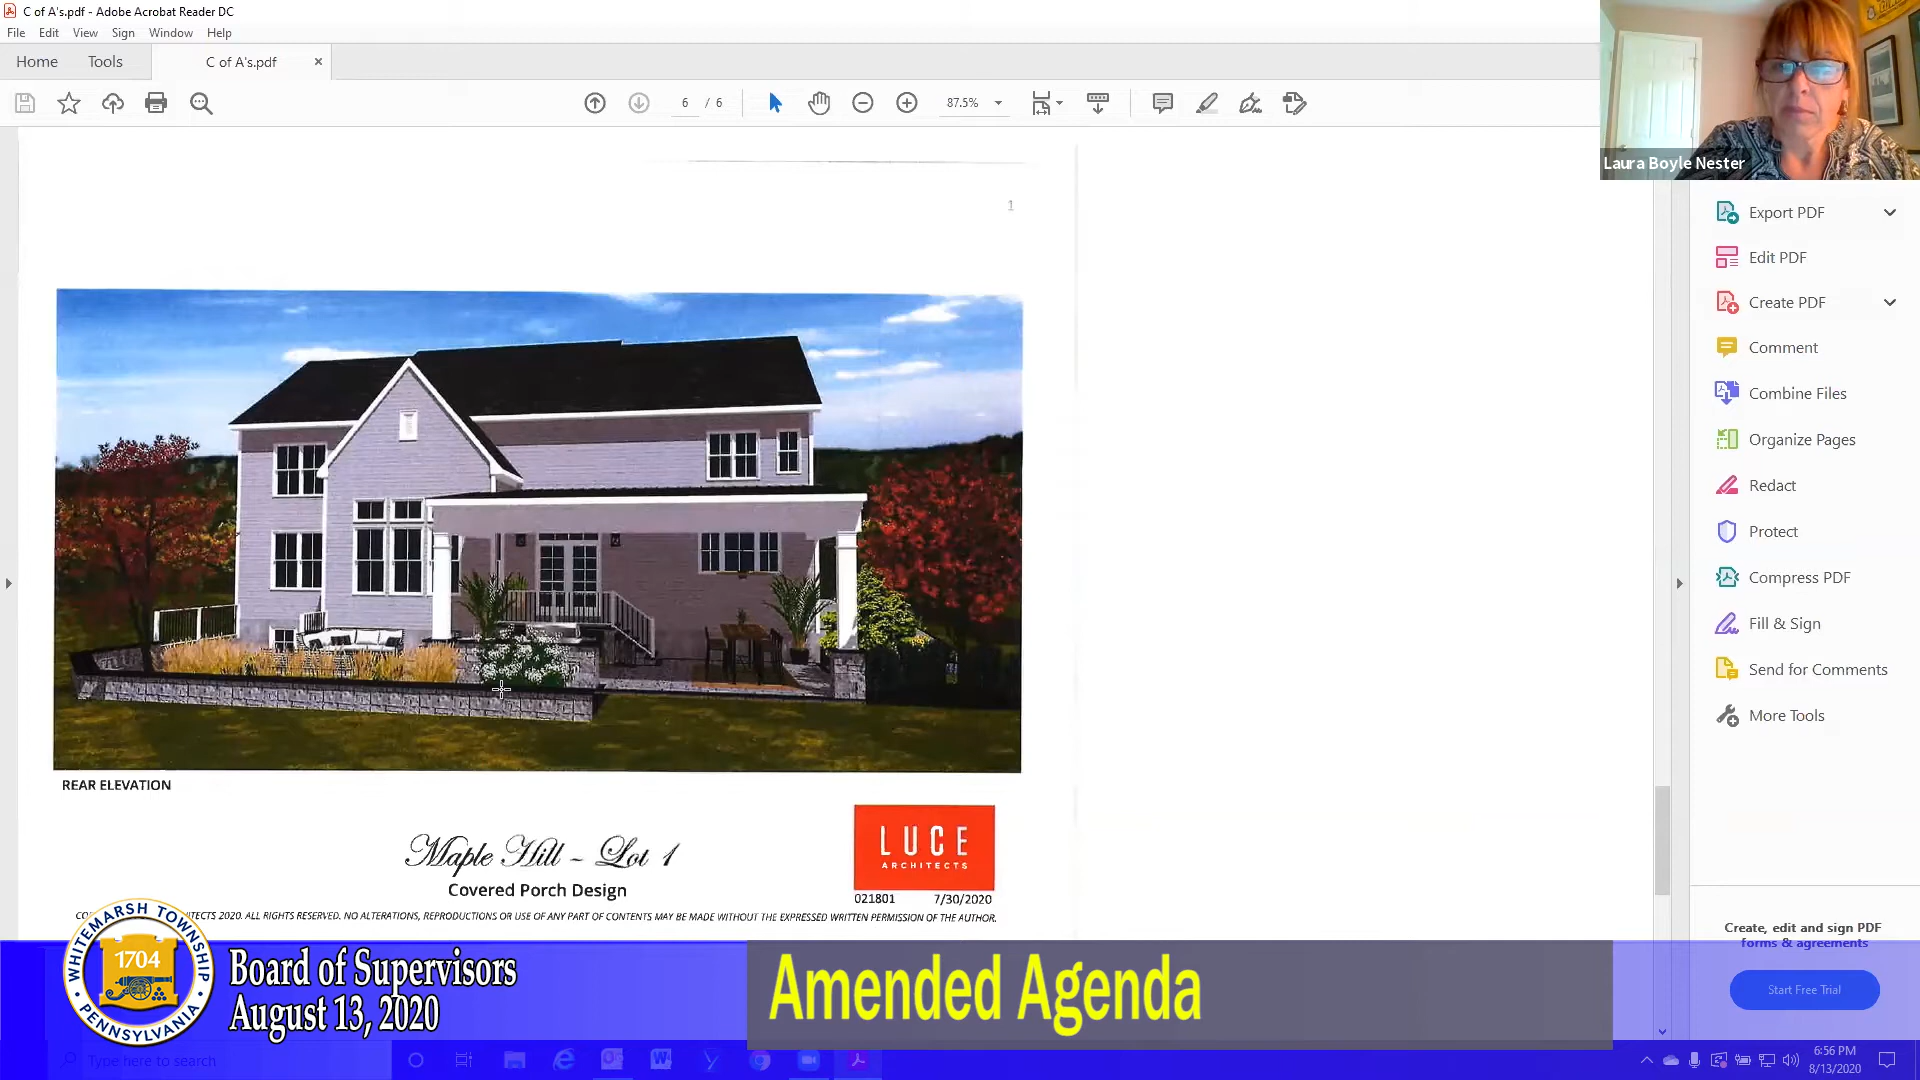 C of A's.pdf - Adobe Acrobat Reader DC
File Edit View Sign Window Help
Home Tools C of A's.pdf
6 / 6 87.5%
Laura Boyle Nester
1
Export PDF
Edit PDF
Create PDF
Comment
Combine Files
Organize Pages
Redact
Protect
Compress PDF
Fill & Sign
Send for Comments
More Tools
REAR ELEVATION
Maple Hill ~ Lot 1
Covered Porch Design
LUCE
ARCHITECTS
021801 7/30/2020
2020. ALL RIGHTS RESERVED. NO ALTERATIONS, REPRODUCTIONS OR USE OF ANY PART OF CONTENTS MAY BE MADE WITHOUT THE EXPRESSED WRITTEN PERMISSION OF THE AUTHOR.
Create, edit and sign PDF
forms & agreements
Start Free Trial
WHITEMARSH TOWNSHIP
1704
PENNSYLVANIA
Board of Supervisors
August 13, 2020
Amended Agenda
Type here to search
6:56 PM
8/13/2020